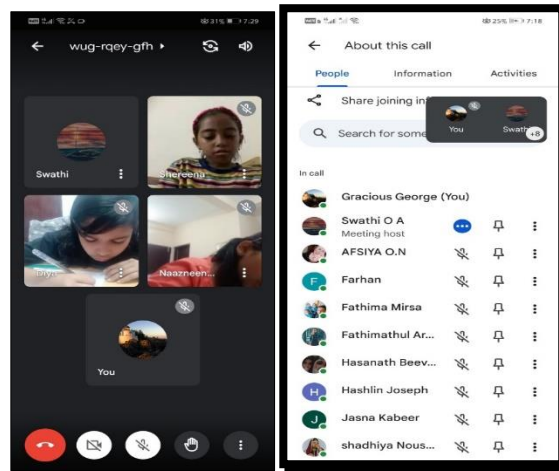 31% 7:29
wug-rqey-gfh
Swathi
Shereena
Naazneen...
You
25% 7:18
About this call
People Information Activities
Share joining in
You Swath +8
Search for some
In call
Gracious George (You)
Swathi O A
Meeting host
AFSIYA O.N
F Farhan
Fathima Mirsa
Fathimathul Ar...
Hasanath Beev...
H Hashlin Joseph
J Jasna Kabeer
shadhiya Nous...